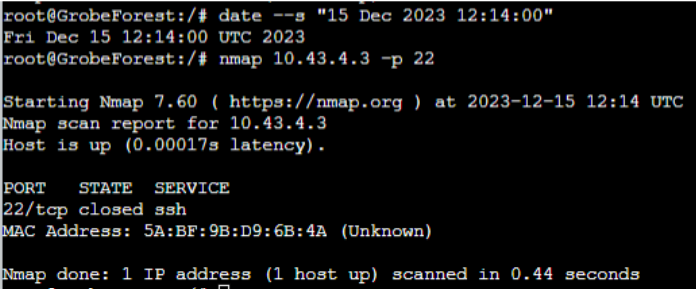 root@GrobeForest:/# date --s "15 Dec 2023 12:14:00"
Fri Dec 15 12:14:00 UTC 2023
root@GrobeForest:/# nmap 10.43.4.3 -p 22
Starting Nmap 7.60 ( https://nmap.org ) at 2023-12-15 12:14 UTC
Nmap scan report for 10.43.4.3
Host is up (0.00017s latency).
PORT   STATE  SERVICE
22/tcp closed ssh
MAC Address: 5A:BF:9B:D9:6B:4A (Unknown)
Nmap done: 1 IP address (1 host up) scanned in 0.44 seconds